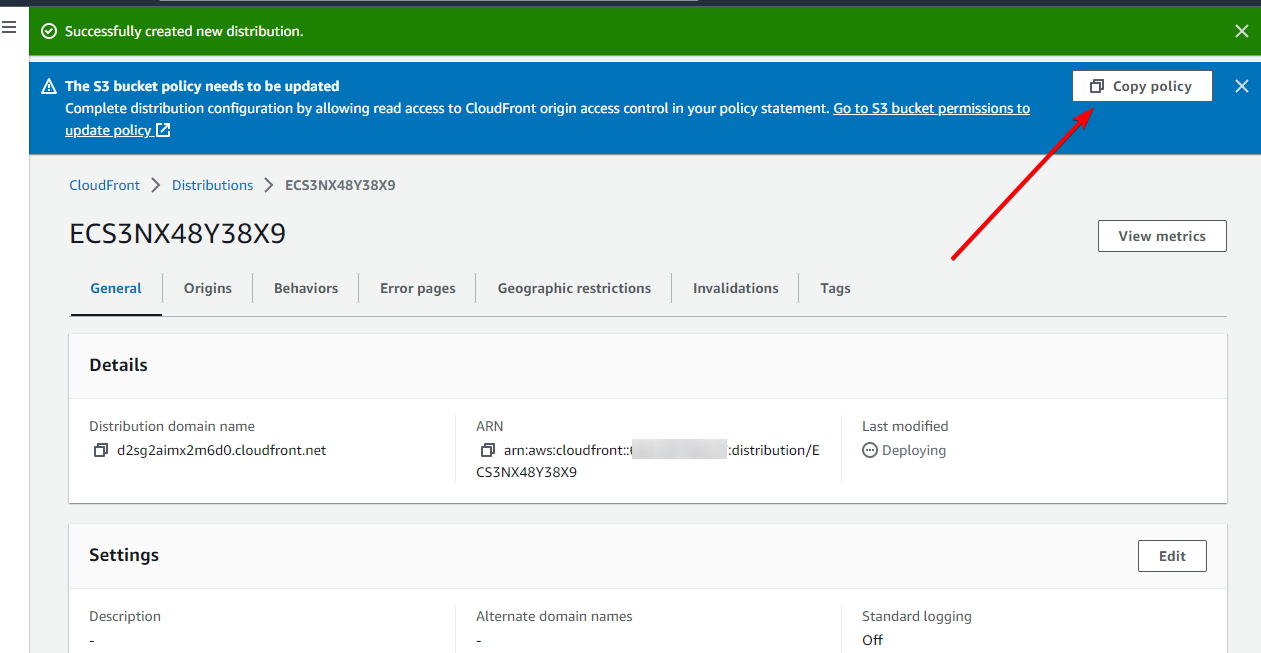 Successfully created new distribution.
The S3 bucket policy needs to be updated
Complete distribution configuration by allowing read access to CloudFront origin access control in your policy statement. Go to S3 bucket permissions to
update policy
Copy policy
CloudFront
Distributions
ECS3NX48Y38X9
ECS3NX48Y38X9
View metrics
General
Origins
Behaviors
Error pages
Geographic restrictions
Invalidations
Tags
Details
Distribution domain name
d2sg2aimx2m6d0.cloudfront.net
ARN
arn:aws:cloudfront:: :distribution/E
CS3NX48Y38X9
Last modified
Deploying
Settings
Edit
Description
-
Alternate domain names
-
Standard logging
Off